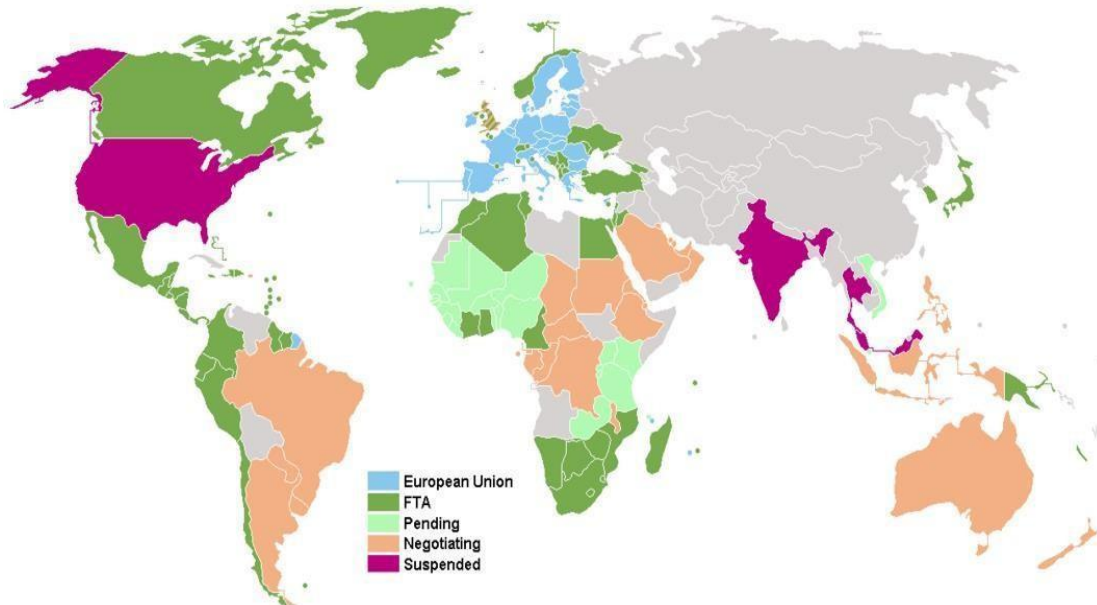 European Union
FTA
Pending
Negotiating
Suspended